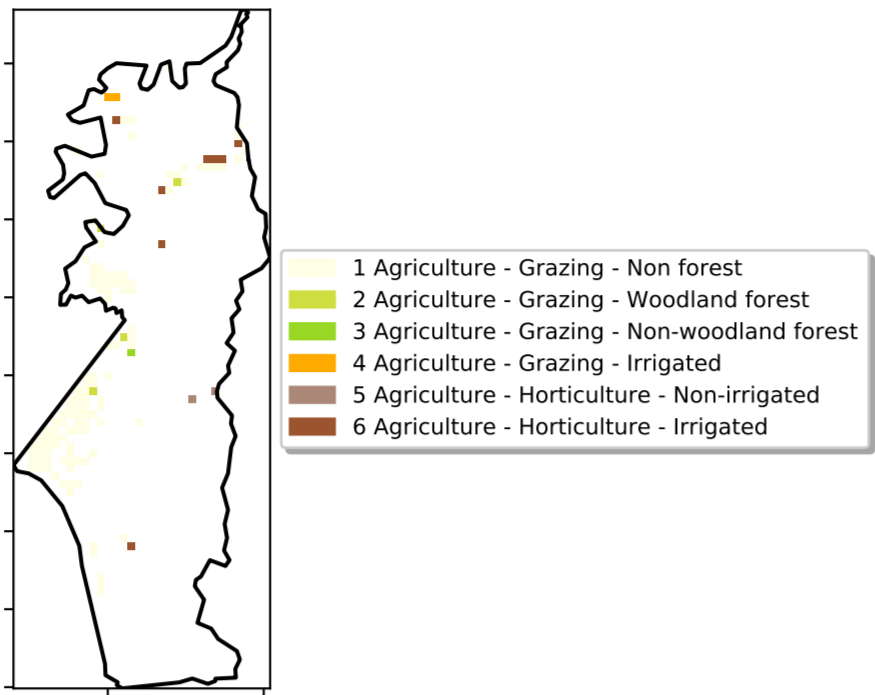 1 Agriculture - Grazing - Non forest
2 Agriculture - Grazing - Woodland forest
3 Agriculture - Grazing - Non-woodland forest
4 Agriculture - Grazing - Irrigated
5 Agriculture - Horticulture - Non-irrigated
6 Agriculture - Horticulture - Irrigated